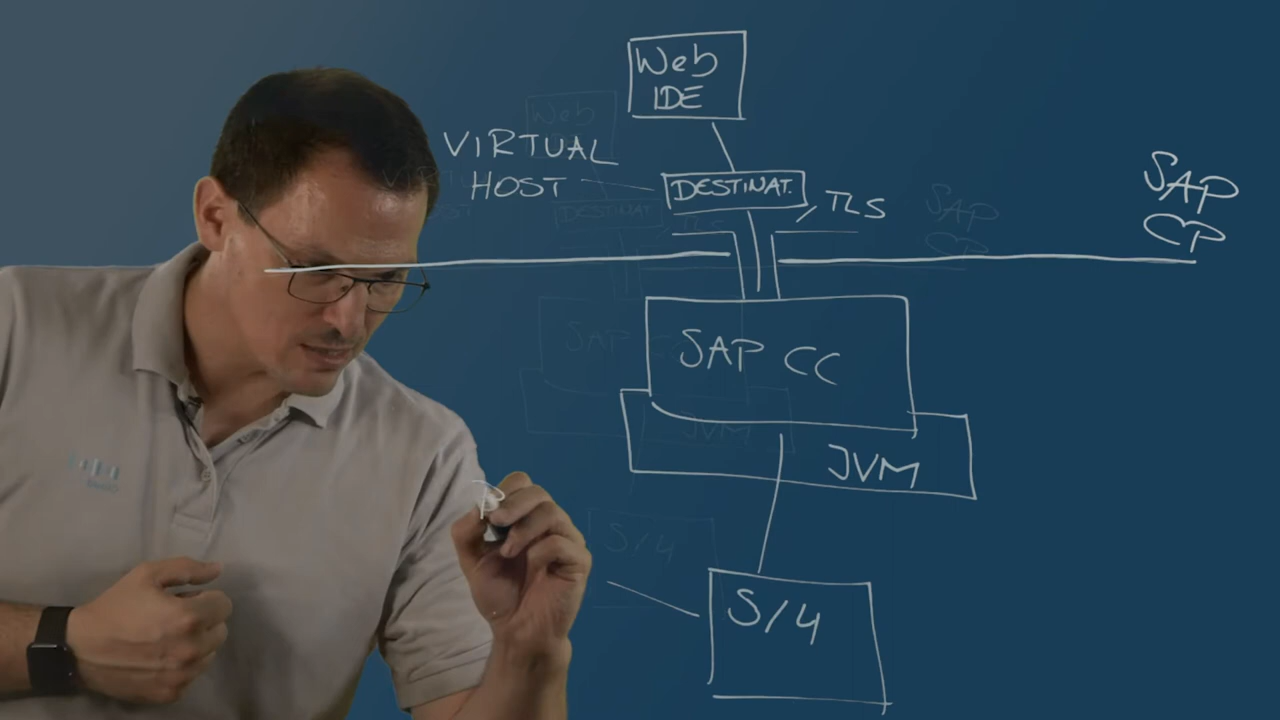 Web
IDE
VIRTUAL
HOST
DESTINAT.
TLS
SAP
CP
SAP CC
JVM
S/4